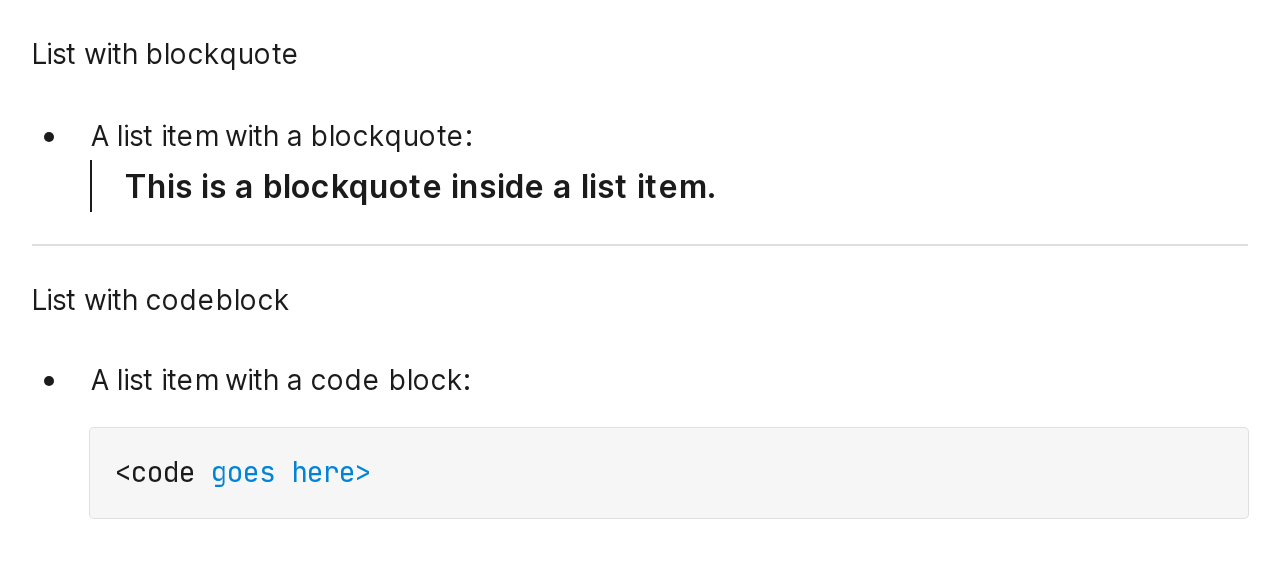 List with blockquote
A list item with a blockquote:
This is a blockquote inside a list item.
List with codeblock
A list item with a code block:
<code goes here>